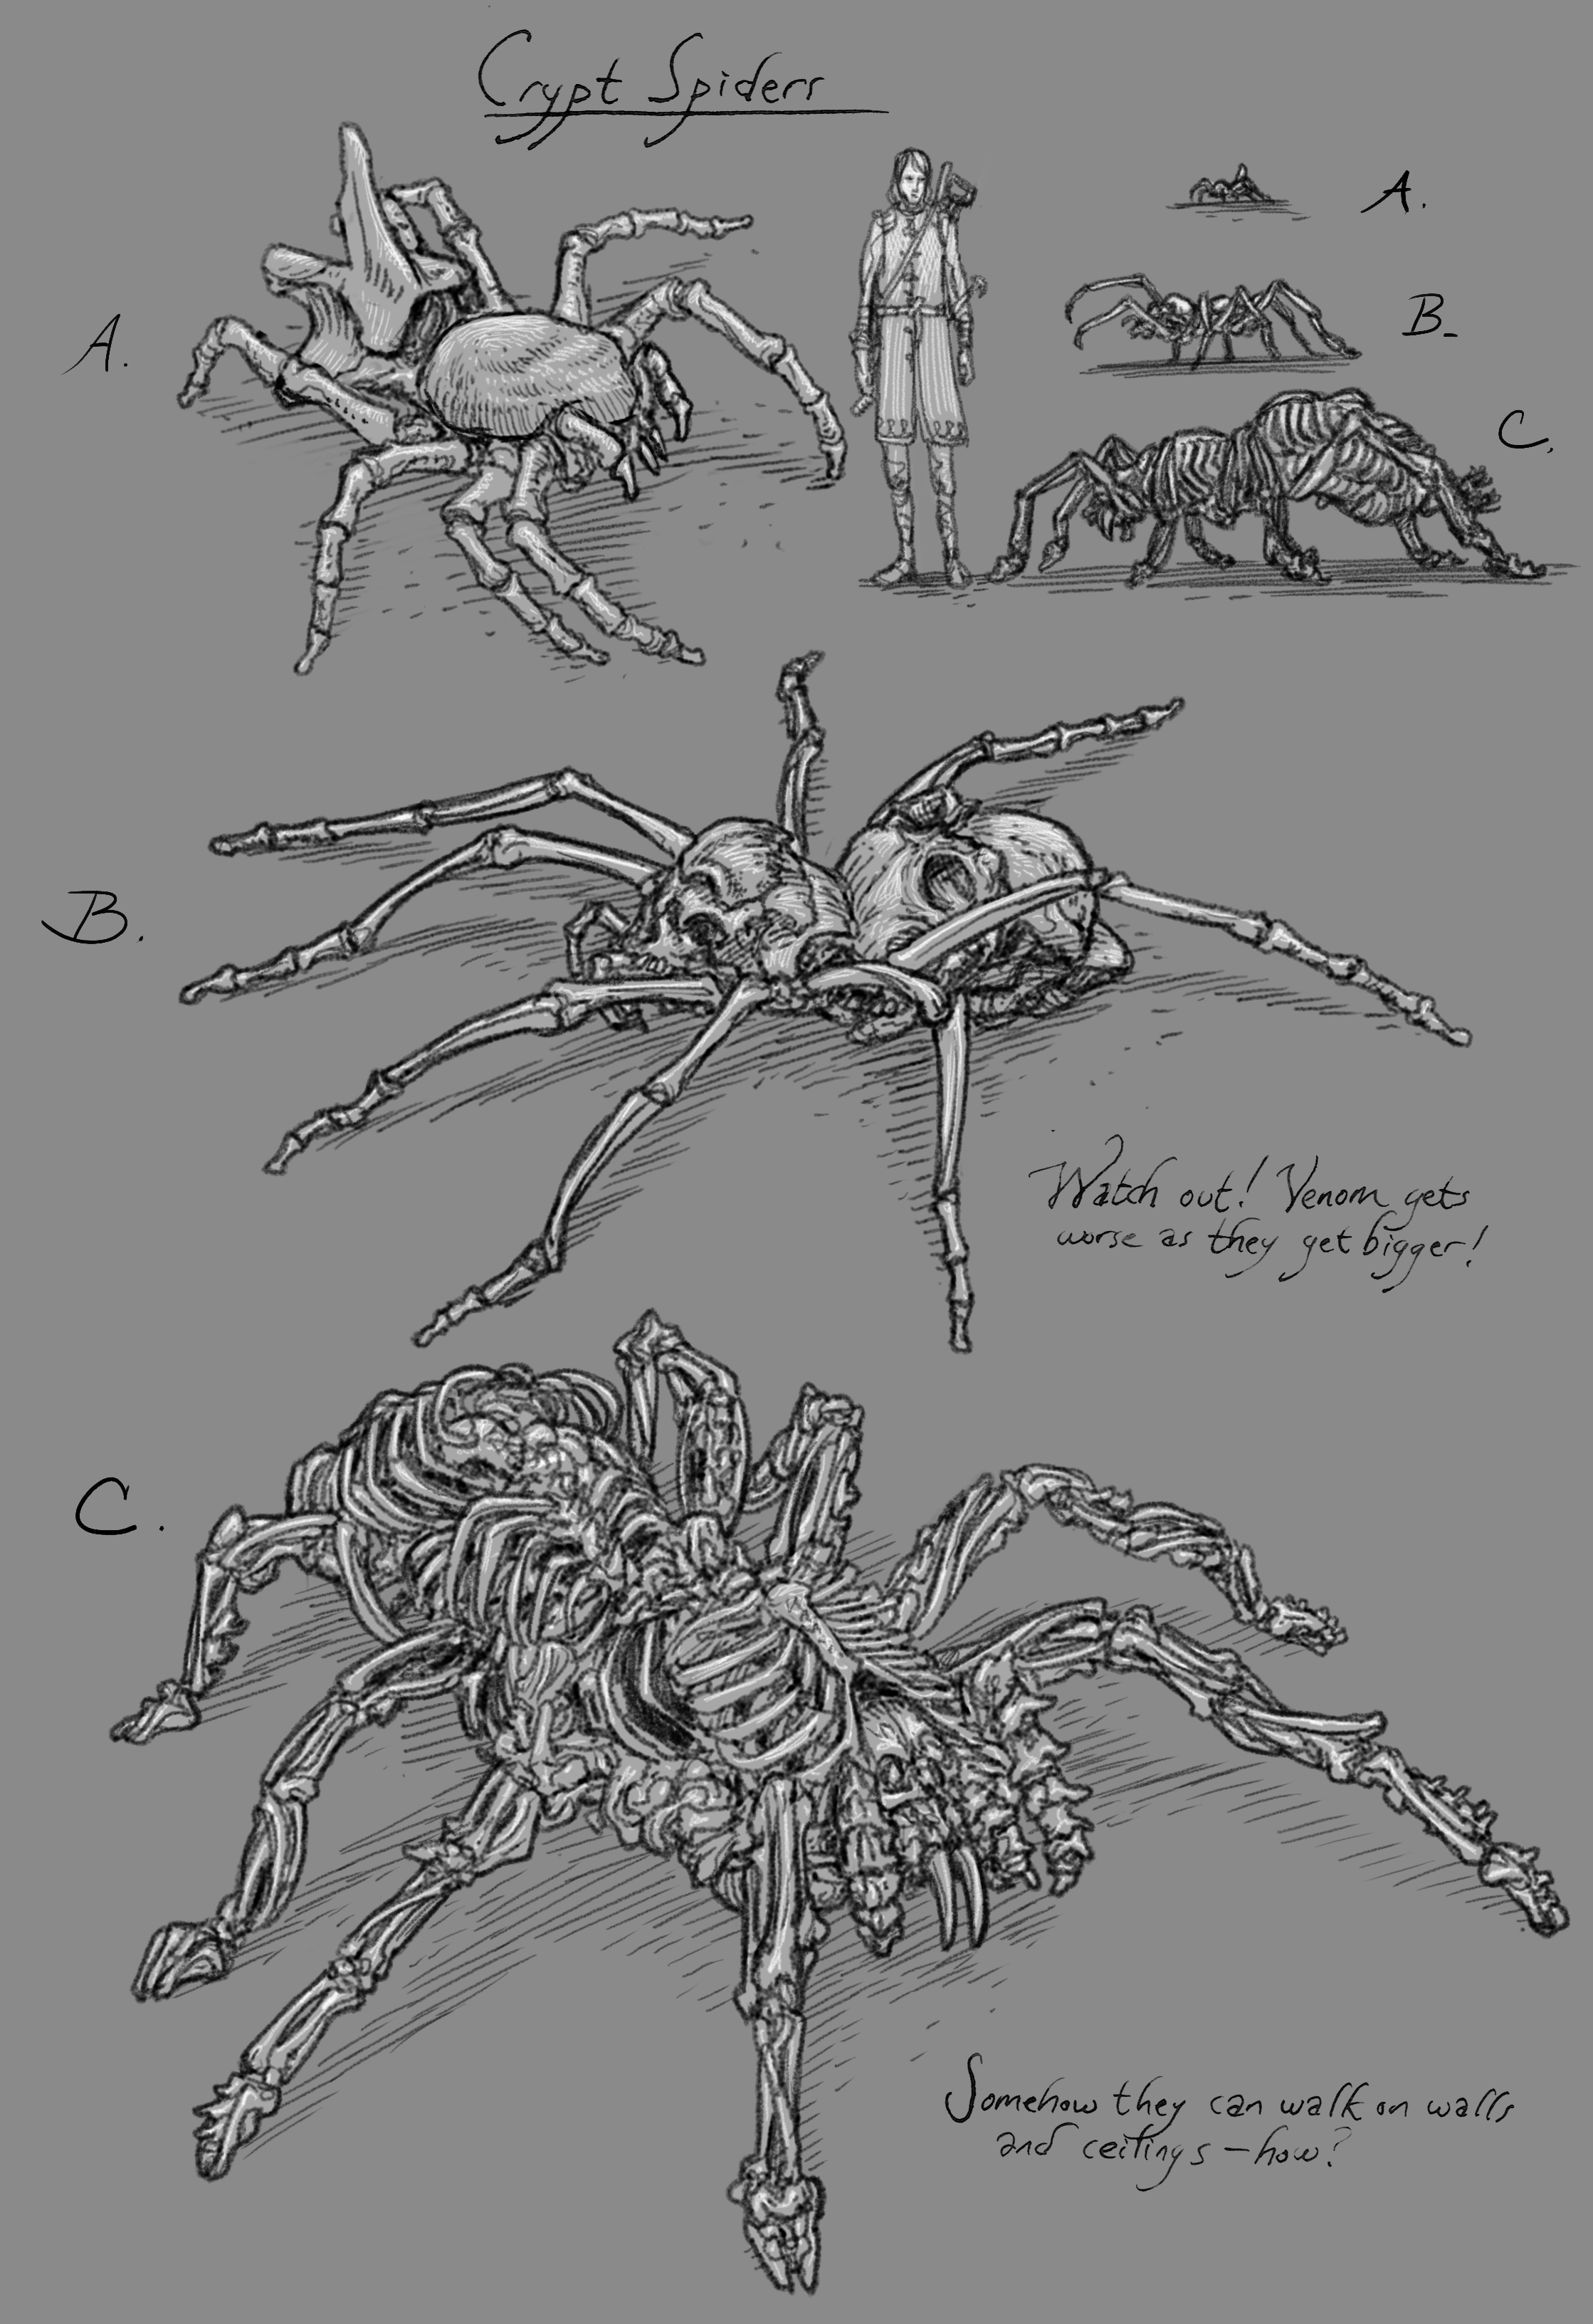 Crypt Spiders
A.
B.
C.
A.
B.
Watch out! Venom gets
worse as they get bigger!
C.
Somehow they can walk on walls
and ceilings – how?